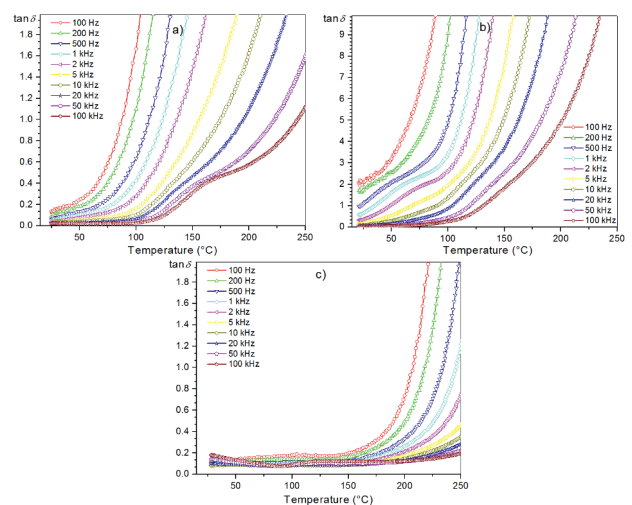 tan δ
a)
100 Hz
200 Hz
500 Hz
1 kHz
2 kHz
5 kHz
10 kHz
20 kHz
50 kHz
100 kHz
1.8
1.6
1.4
1.2
1.0
0.8
0.6
0.4
0.2
0.0
50 100 150 200 250
Temperature (°C)
tan δ
b)
9
8
7
6
5
4
3
2
1
0
100 Hz
200 Hz
500 Hz
1 kHz
2 kHz
5 kHz
10 kHz
20 kHz
50 kHz
100 kHz
50 100 150 200 250
Temperature (°C)
tan δ
c)
100 Hz
200 Hz
500 Hz
1 kHz
2 kHz
5 kHz
10 kHz
20 kHz
50 kHz
100 kHz
1.8
1.6
1.4
1.2
1.0
0.8
0.6
0.4
0.2
0.0
50 100 150 200 250
Temperature (°C)